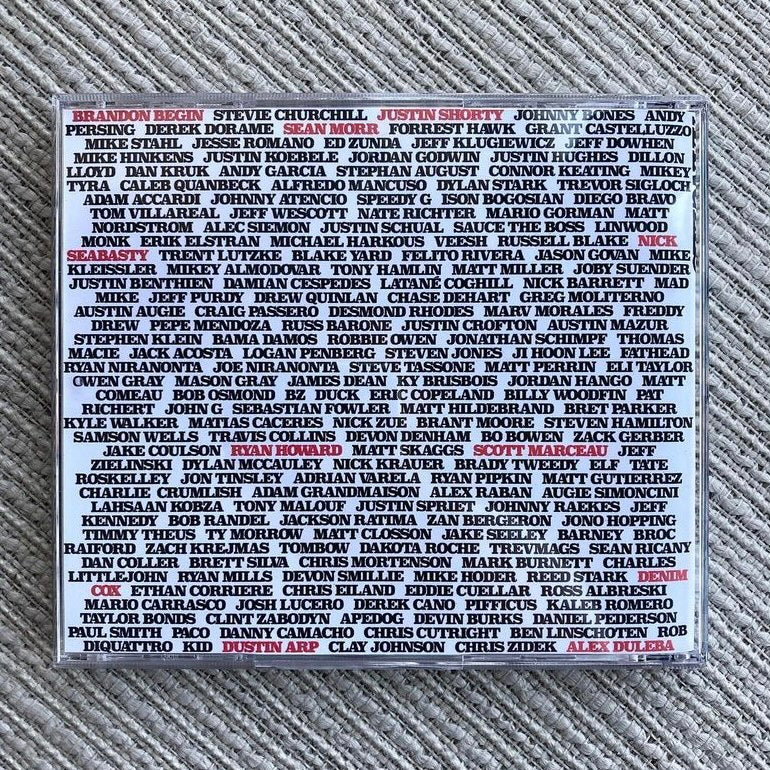 BRANDON BEGIN STEVIE CHURCHILL JUSTIN SHORTY JOHNNY BONES ANDY
PERSING DEREK DORAME SEAN MORR FORREST HAWK GRANT CASTELLUZZO
MIKE STAHL JESSE ROMANO ED ZUNDA JEFF KLUGIEWICZ JEFF DOWHEN
MIKE HINKENS JUSTIN KOEBELE JORDAN GODWIN JUSTIN HUGHES DILLON
LLOYD DAN KRUK ANDY GARCIA STEPHAN AUGUST CONNOR KEATING MIKEY
TYRA CALEB QUANBECK ALFREDO MANCUSO DYLAN STARK TREVOR SIGLOCH
ADAM ACCARDI JOHNNY ATENCIO SPEEDY G ISON BOGOSIAN DIEGO BRAVO
TOM VILLAREAL JEFF WESCOTT NATE RICHTER MARIO GORMAN MATT
NORDSTROM ALEC SIEMON JUSTIN SCHUAL SAUCE THE BOSS LINWOOD
MONK ERIK ELSTRAN MICHAEL HARKOUS VEESH RUSSELL BLAKE NICK
SEABASTY TRENT LUTZKE BLAKE YARD FELITO RIVERA JASON GOVAN MIKE
KLEISSLER MIKEY ALMODOVAR TONY HAMLIN MATT MILLER JOBY SUENDER
JUSTIN BENTHIEN DAMIAN CESPEDES LATANÉ COGHILL NICK BARRETT MAD
MIKE JEFF PURDY DREW QUINLAN CHASE DEHART GREG MOLITERNO
AUSTIN AUGIE CRAIG PASSERO DESMOND RHODES MARV MORALES FREDDY
DREW PEPE MENDOZA RUSS BARONE JUSTIN CROFTON AUSTIN MAZUR
STEPHEN KLEIN BAMA DAMOS ROBBIE OWEN JONATHAN SCHIMPF THOMAS
MACIE JACK ACOSTA LOGAN PENBERG STEVEN JONES JI HOON LEE FATHEAD
RYAN NIRANONTA JOE NIRANONTA STEVE TASSONE MATT PERRIN ELI TAYLOR
OWEN GRAY MASON GRAY JAMES DEAN KY BRISBOIS JORDAN HANGO MATT
COMEAU BOB OSMOND BZ DUCK ERIC COPELAND BILLY WOODFIN PAT
RICHERT JOHN G SEBASTIAN FOWLER MATT HILDEBRAND BRET PARKER
KYLE WALKER MATIAS CACERES NICK ZUE BRANT MOORE STEVEN HAMILTON
SAMSON WELLS TRAVIS COLLINS DEVON DENHAM BO BOWEN ZACK GERBER
JAKE COULSON RYAN HOWARD MATT SKAGGS SCOTT MARCEAU JEFF
ZIELINSKI DYLAN MCCAULEY NICK KRAUER BRADY TWEEDY ELF TATE
ROSKELLEY JON TINSLEY ADRIAN VARELA RYAN PIPKIN MATT GUTIERREZ
CHARLIE CRUMLISH ADAM GRANDMAISON ALEX RABAN AUGIE SIMONCINI
LAHSAAN KOBZA TONY MALOUF JUSTIN SPRIET JOHNNY RAEKES JEFF
KENNEDY BOB RANDEL JACKSON RATIMA ZAN BERGERON JONO HOPPING
TIMMY THEUS TY MORROW MATT CLOSSON JAKE SEELEY BARNEY BROC
RAIFORD ZACH KREJMAS TOMBOW DAKOTA ROCHE TREVMAGS SEAN RICANY
DAN COLLER BRETT SILVA CHRIS MORTENSON MARK BURNETT CHARLES
LITTLEJOHN RYAN MILLS DEVON SMILLIE MIKE HODER REED STARK DENIM
COX ETHAN CORRIERE CHRIS EILAND EDDIE CUELLAR ROSS ALBRESKI
MARIO CARRASCO JOSH LUCERO DEREK CANO PIFFICUS KALEB ROMERO
TAYLOR BONDS CLINT ZABODYN APEDOG DEVIN BURKS DANIEL PEDERSON
PAUL SMITH PACO DANNY CAMACHO CHRIS CUTRIGHT BEN LINSCHOTEN ROB
DIQUATTRO KID DUSTIN ARP CLAY JOHNSON CHRIS ZIDEK ALEX DULEBA